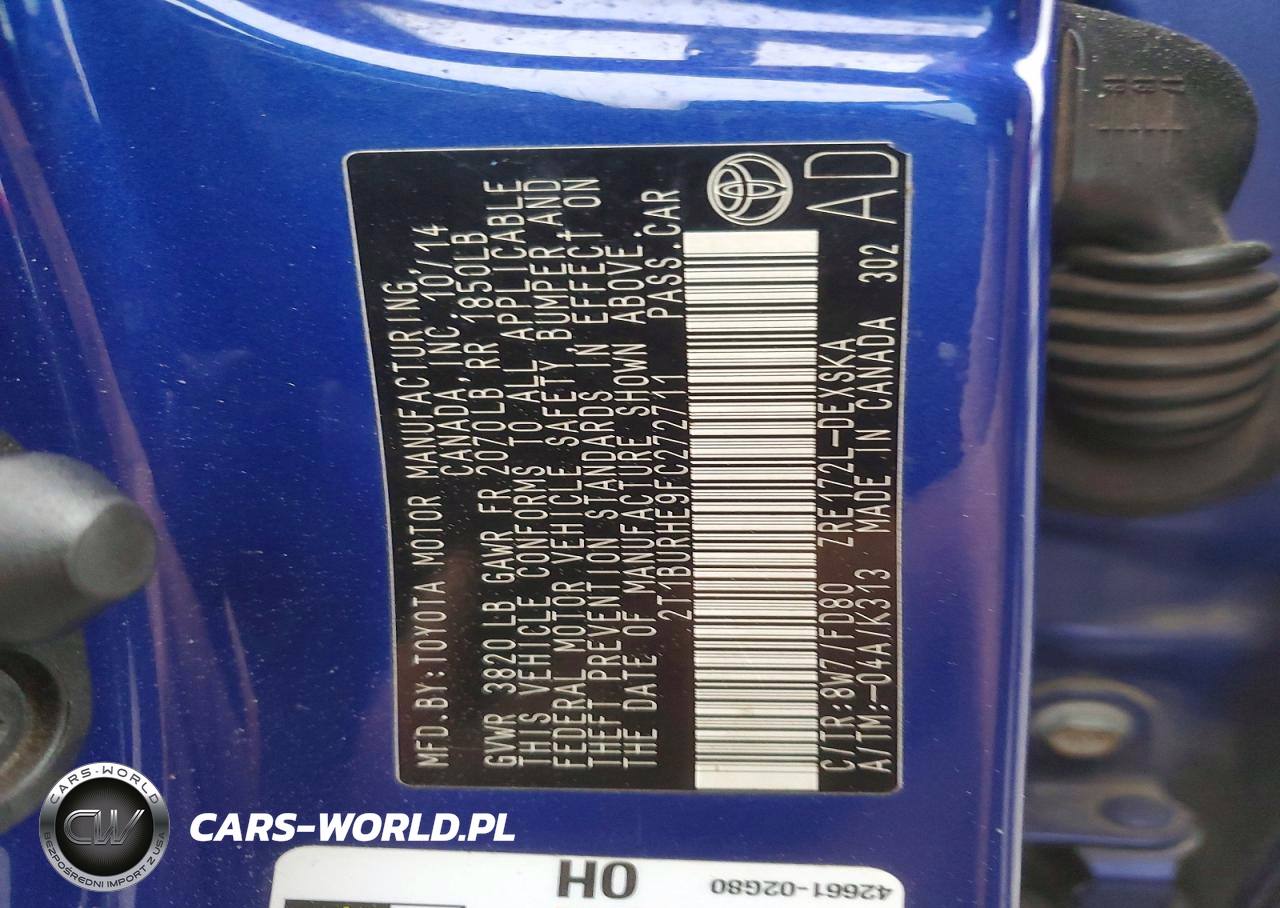 MFD.BY:TOYOTA MOTOR MANUFACTURING,
CANADA, INC. 10/14
GVWR 3820 LB GAWR FR 2070LB RR 1850LB
THIS VEHICLE CONFORMS TO ALL APPLICABLE
FEDERAL MOTOR VEHICLE SAFETY, BUMPER, AND
THEFT PREVENTION STANDARDS IN EFFECT ON
THE DATE OF MANUFACTURE SHOWN ABOVE.
2T1BURHE9FC272711 PASS.CAR
C/TR:8W7/FD80 ZRE172L-DEXSKA
A/TM:-04A/K313 MADE IN CANADA 302
AD
OH
42661-02G80
CARS-WORLD
CW
BEZPOŚREDNI IMPORT Z USA
CARS-WORLD.PL